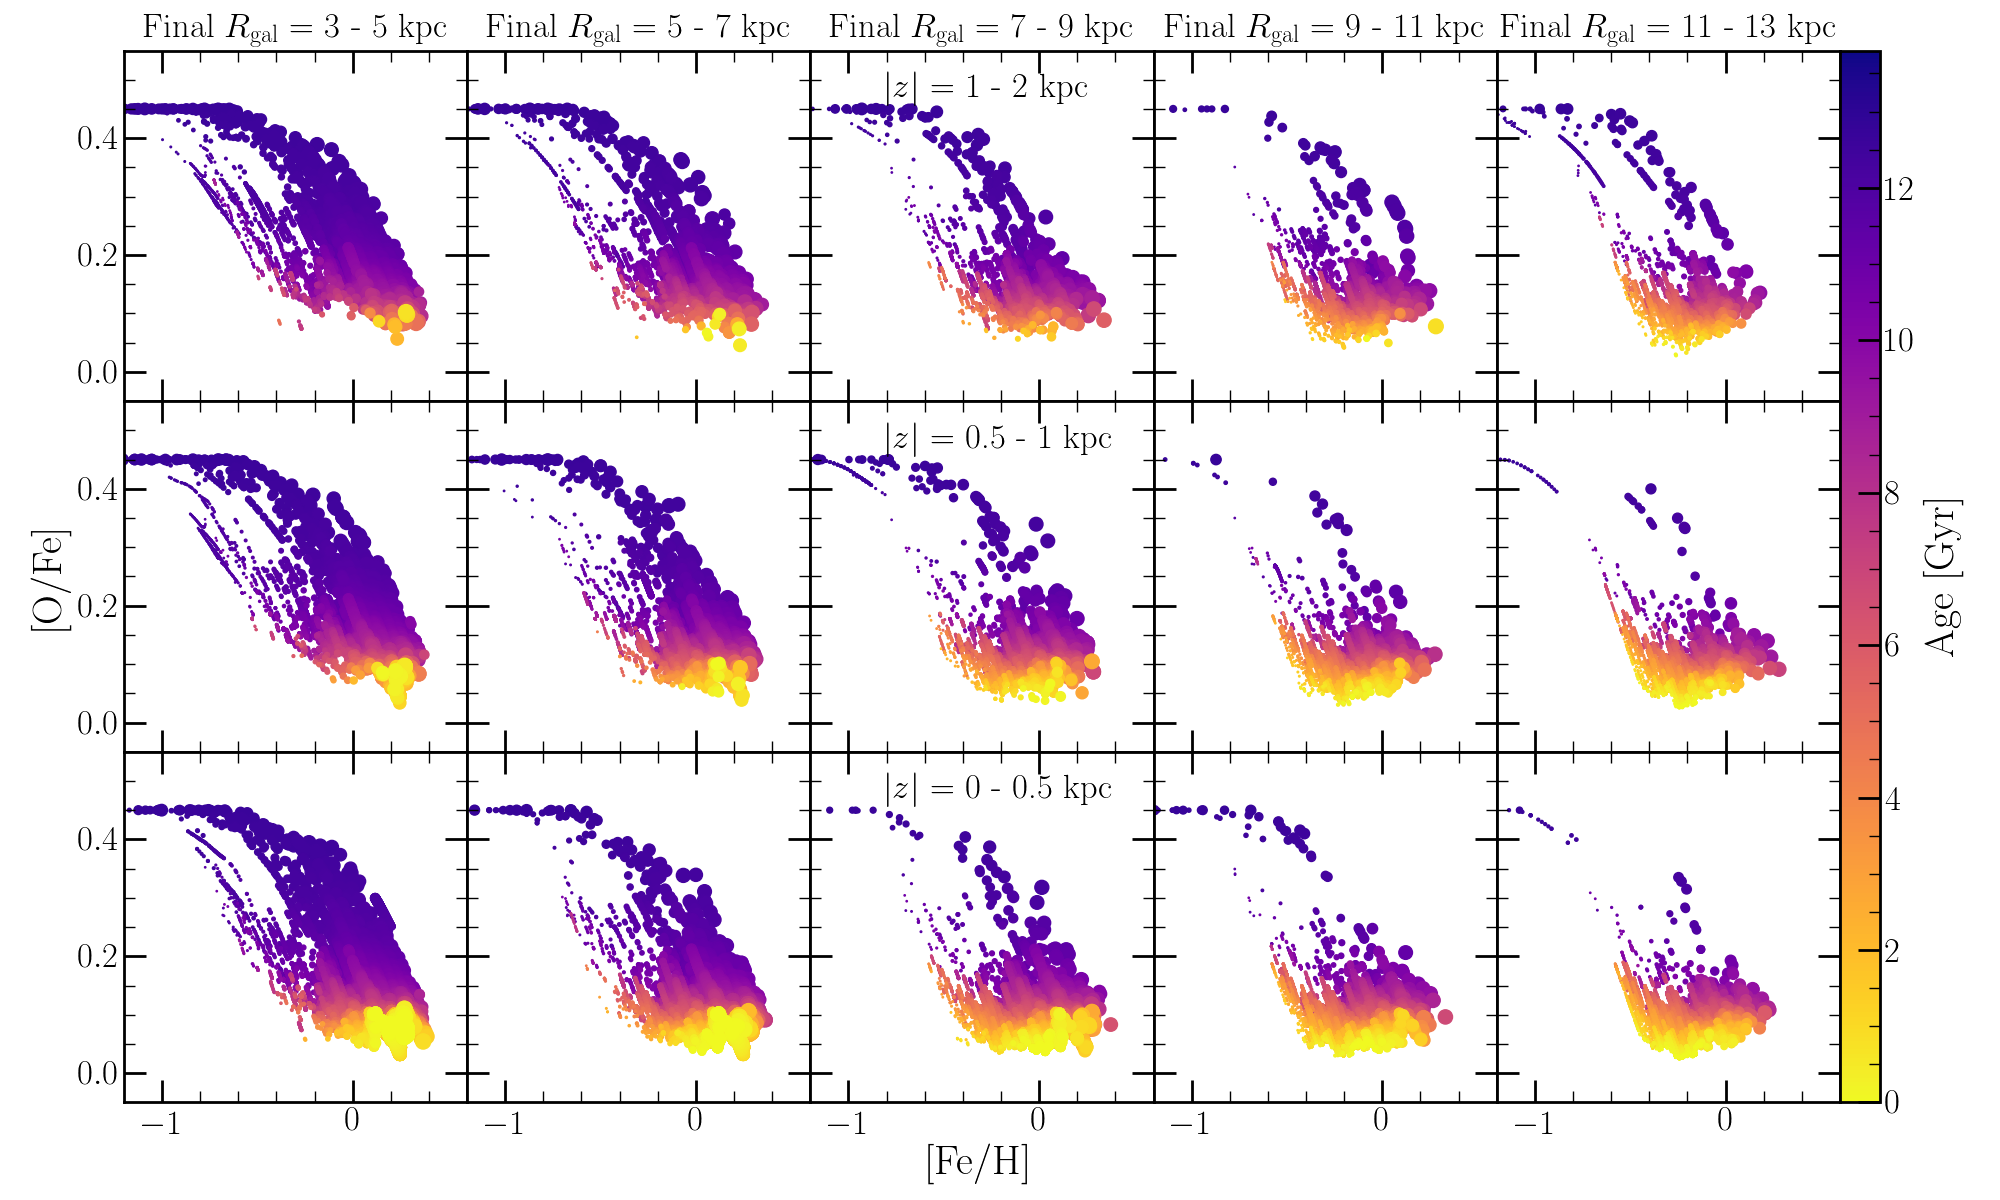 Final R_gal = 3 - 5 kpc
Final R_gal = 5 - 7 kpc
Final R_gal = 7 - 9 kpc
Final R_gal = 9 - 11 kpc
Final R_gal = 11 - 13 kpc
|z| = 1 - 2 kpc
0.4
0.2
0.0
|z| = 0.5 - 1 kpc
0.4
0.2
0.0
|z| = 0 - 0.5 kpc
0.4
0.2
0.0
[O/Fe]
−1
0
−1
0
−1
0
−1
0
−1
0
[Fe/H]
12
10
8
6
4
2
0
Age [Gyr]